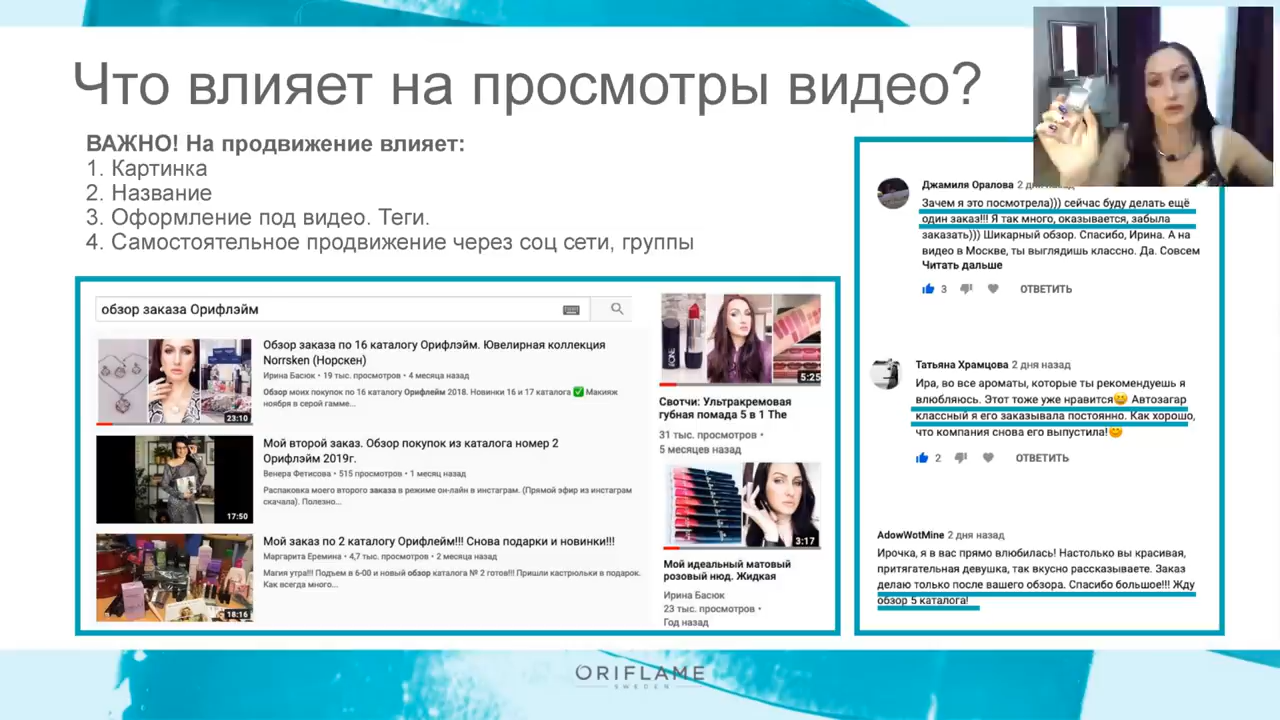 Что влияет на просмотры видео?
ВАЖНО! На продвижение влияет:
1. Картинка
2. Название
3. Оформление под видео. Теги.
4. Самостоятельное продвижение через соц сети, группы
обзор заказа Орифлэйм
Обзор заказа по 16 каталогу Орифлэйм. Ювелирная коллекция
Norrsken (Норскен)
Ирина Басюк • 19 тыс. просмотров • 4 месяца назад
Обзор моих покупок по 16 каталогу Орифлейм 2018. Новинки 16 и 17 каталога ✅ Макияж
ноября в серой гамме...
23:10
Мой второй заказ. Обзор покупок из каталога номер 2
Орифлэйм 2019г.
Венера Фетисова • 515 просмотров • 1 месяц назад
Распаковка моего второго заказа в режиме он-лайн в инстаграм. (Прямой эфир из инстаграм
скачала). Полезно...
17:50
Мой заказ по 2 каталогу Орифлейм!!! Снова подарки и новинки!!!
Маргарита Еремина • 4,7 тыс. просмотров • 2 месяца назад
Магия утра!!! Подъем в 6-00 и новый обзор каталога № 2 готов!!! Пришли кастрюльки в подарок.
Как всегда много...
18:16
5:25
Свотчи: Ультракремовая
губная помада 5 в 1 The
31 тыс. просмотров •
5 месяцев назад
3:17
Мой идеальный матовый
розовый нюд. Жидкая
Ирина Басюк
23 тыс. просмотров •
Год назад
Джамиля Оралова 2 дня назад
Зачем я это посмотрела))) сейчас буду делать ещё
один заказ!!! Я так много, оказывается, забыла
заказать))) Шикарный обзор. Спасибо, Ирина. А на
видео в Москве, ты выглядишь классно. Да. Совсем
Читать дальше
3 ОТВЕТИТЬ
Татьяна Храмцова 2 дня назад
Ира, во все ароматы, которые ты рекомендуешь я
влюбляюсь. Этот тоже уже нравится😀 Автозагар
классный я его заказывала постоянно. Как хорошо,
что компания снова его выпустила!😊
2 ОТВЕТИТЬ
AdowWotMine 2 дня назад
Ирочка, я в вас прямо влюбилась! Настолько вы красивая,
притягательная девушка, так вкусно рассказываете. Заказ
делаю только после вашего обзора. Спасибо большое!!! Жду
обзор 5 каталога!
ORIFLAME
SWEDEN